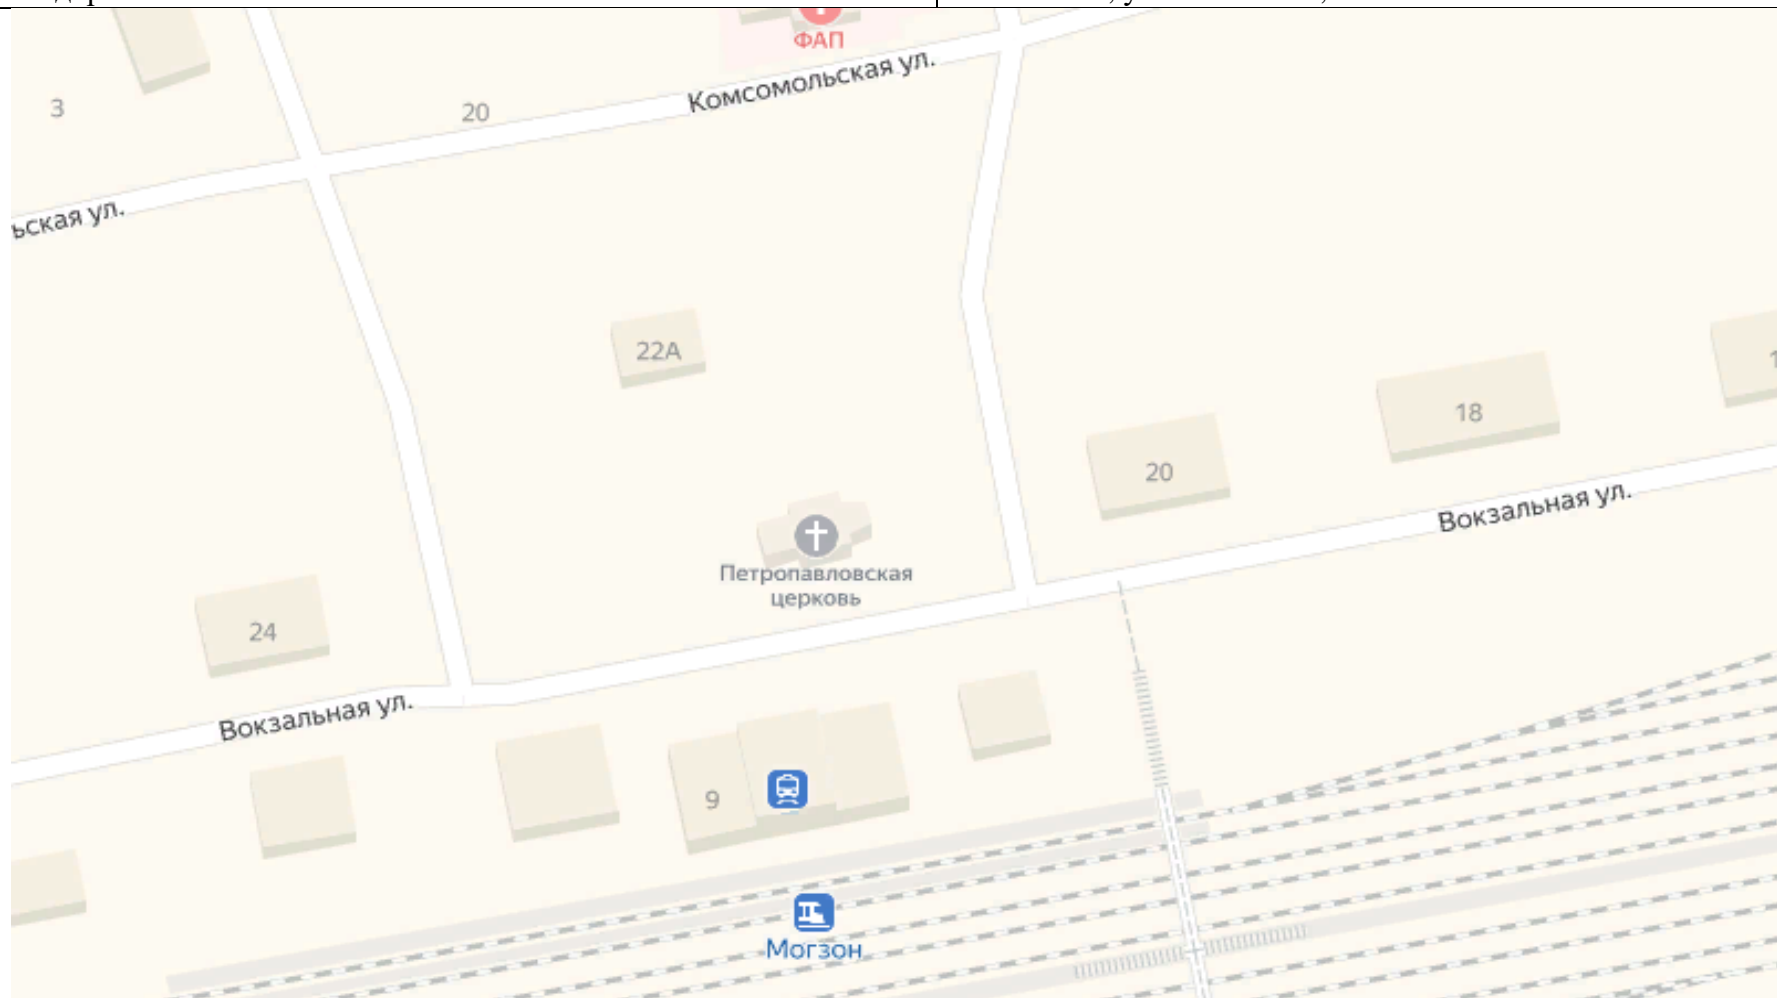 ФАП
Комсомольская ул.
20
3
ьская ул.
22А
18
20
Вокзальная ул.
Петропавловская
церковь
24
Вокзальная ул.
9
Могзон